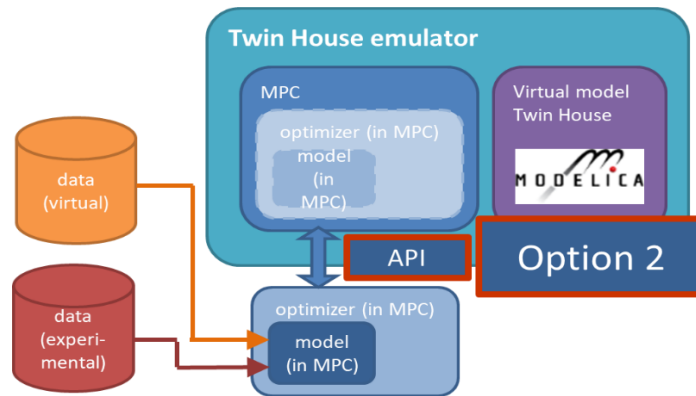 Twin House emulator
MPC
optimizer (in MPC)
model
(in
MPC)
Virtual model
Twin House
MODELICA
data
(virtual)
API
Option 2
data
(experi-
mental)
optimizer (in MPC)
model
(in MPC)